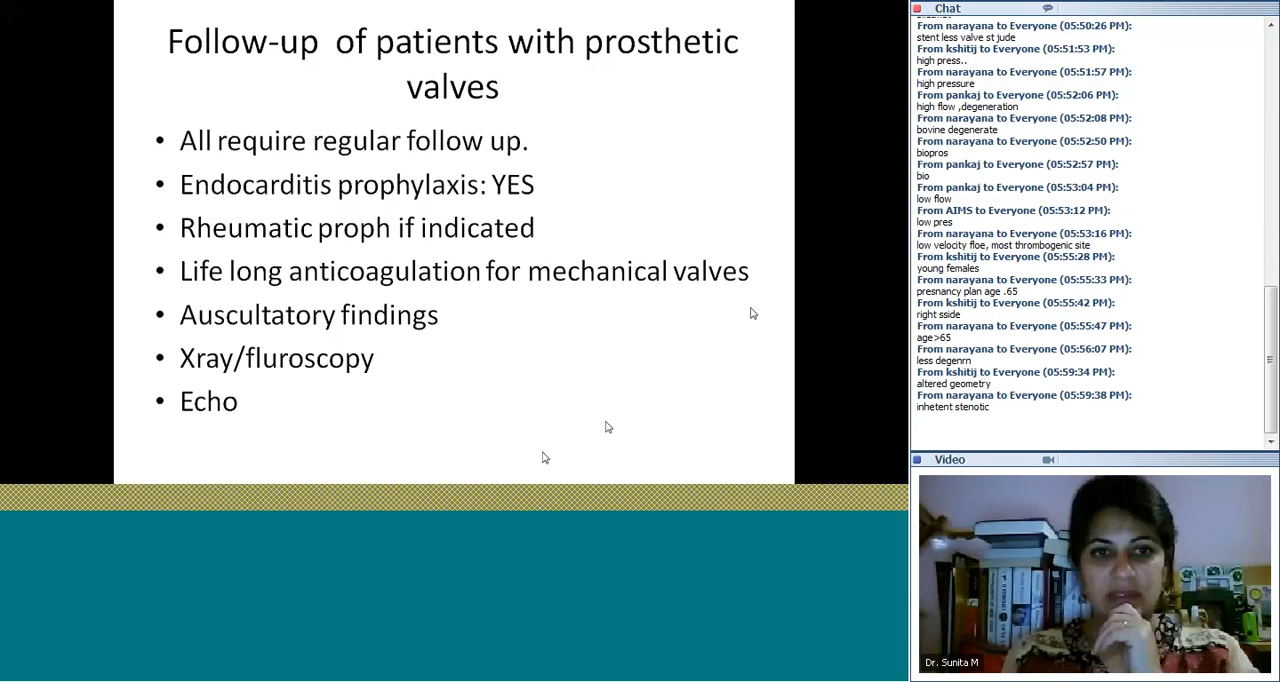 Follow-up of patients with prosthetic
valves
• All require regular follow up.
• Endocarditis prophylaxis: YES
• Rheumatic proph if indicated
• Life long anticoagulation for mechanical valves
• Auscultatory findings
• Xray/fluroscopy
• Echo
Chat
From narayana to Everyone (05:50:26 PM):
stent less valve st jude
From kshitij to Everyone (05:51:53 PM):
high press..
From narayana to Everyone (05:51:57 PM):
high pressure
From pankaj to Everyone (05:52:06 PM):
high flow ,degeneration
From narayana to Everyone (05:52:08 PM):
bovine degenerate
From narayana to Everyone (05:52:50 PM):
biopros
From pankaj to Everyone (05:52:57 PM):
bio
From pankaj to Everyone (05:53:04 PM):
low flow
From AIMS to Everyone (05:53:12 PM):
low pres
From narayana to Everyone (05:53:16 PM):
low velocity floe, most thrombogenic site
From kshitij to Everyone (05:55:28 PM):
young females
From narayana to Everyone (05:55:33 PM):
presnancy plan age .65
From kshitij to Everyone (05:55:42 PM):
right sside
From narayana to Everyone (05:55:47 PM):
age>65
From narayana to Everyone (05:56:07 PM):
less degenrn
From kshitij to Everyone (05:59:34 PM):
altered geometry
From narayana to Everyone (05:59:38 PM):
inhetent stenotic
Video
Dr. Sunita M